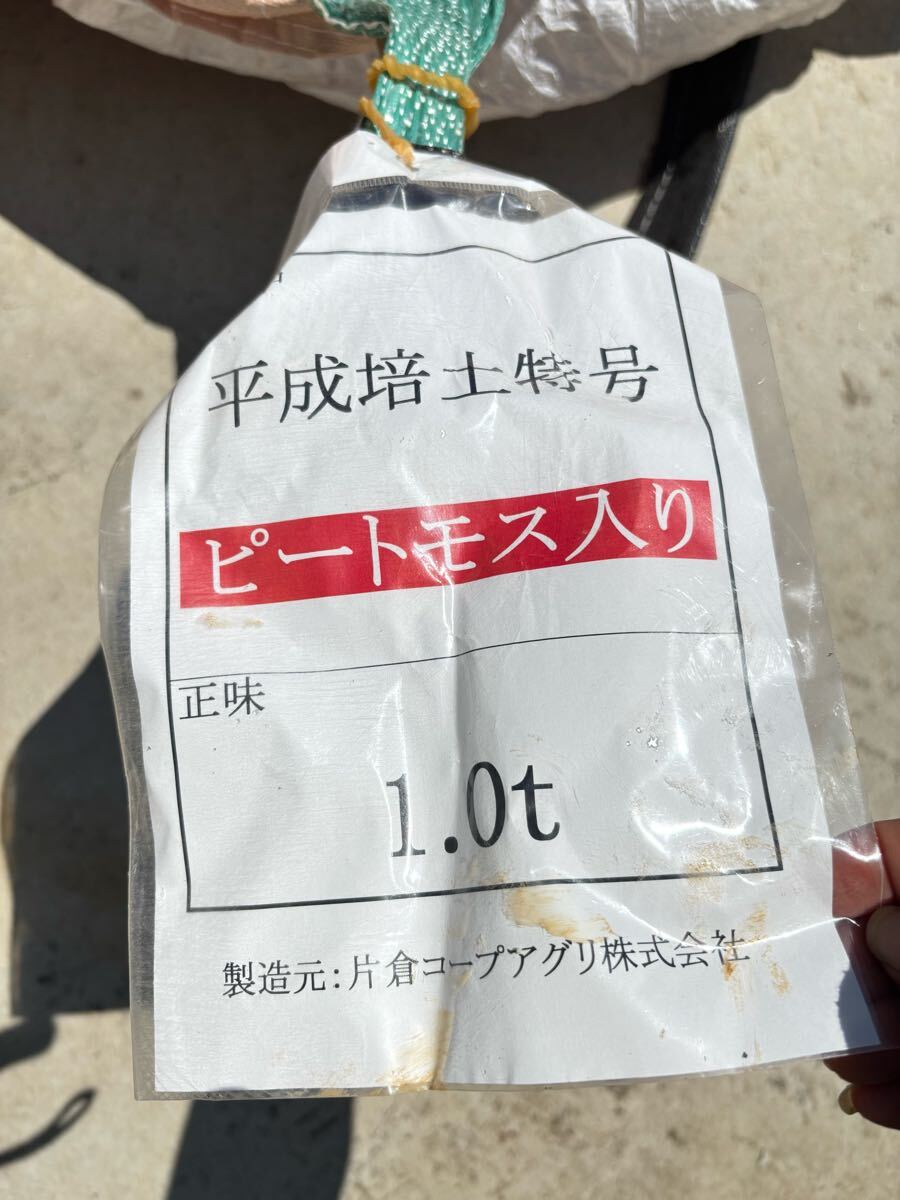 平成培土特号
ピートモス入り
正味
1.0t
製造元:片倉コープアグリ株式会社